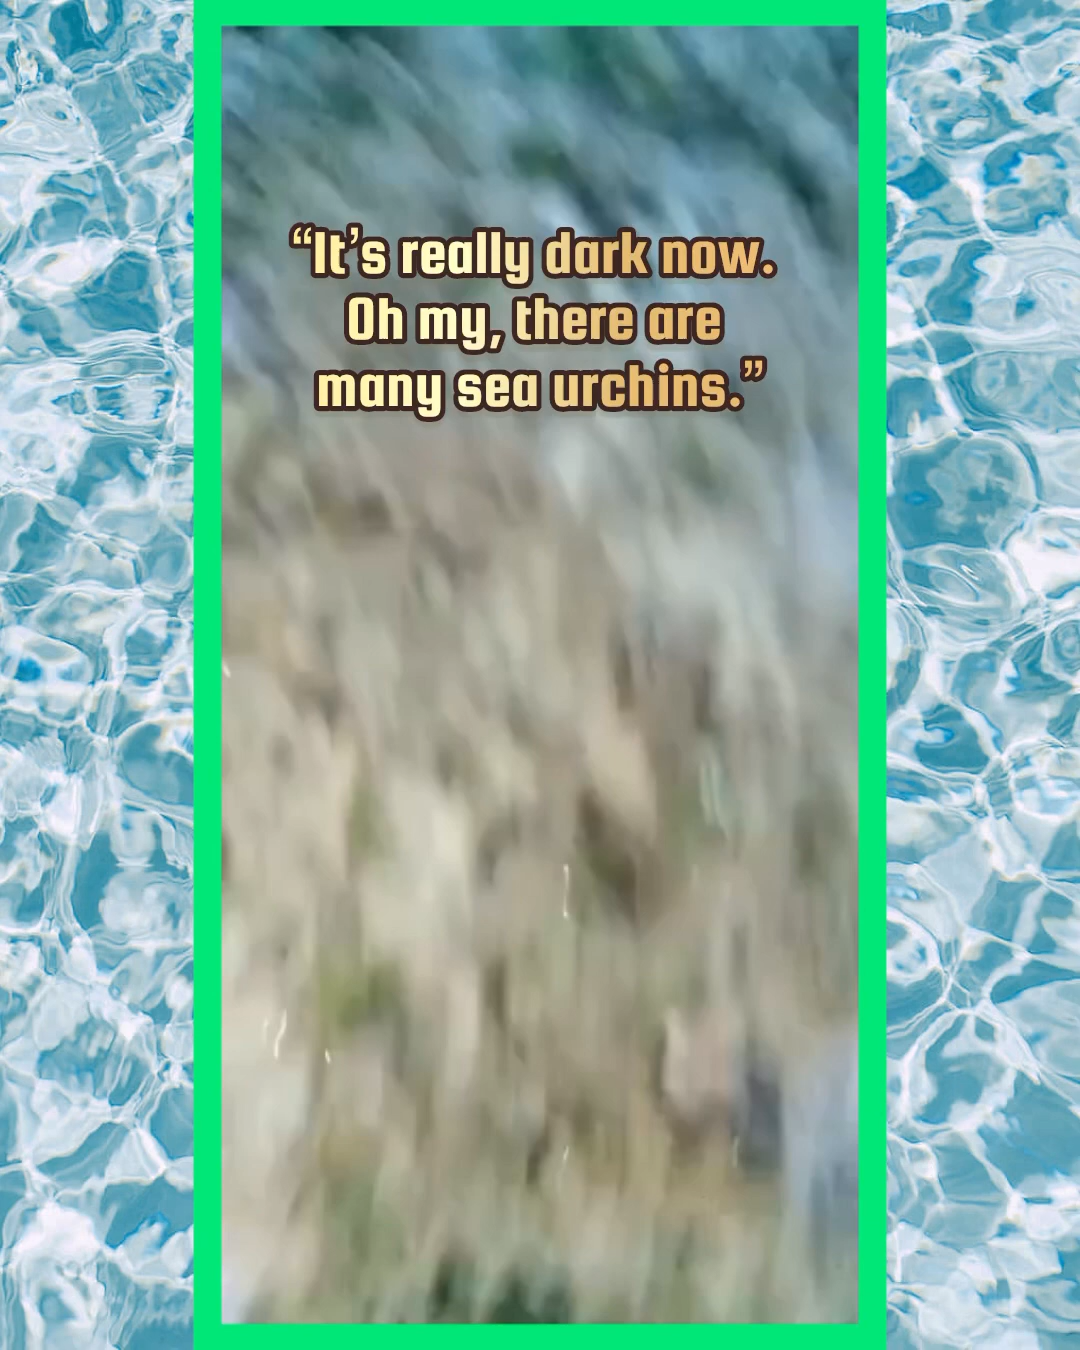 “It’s really dark now.
Oh my, there are
many sea urchins.”